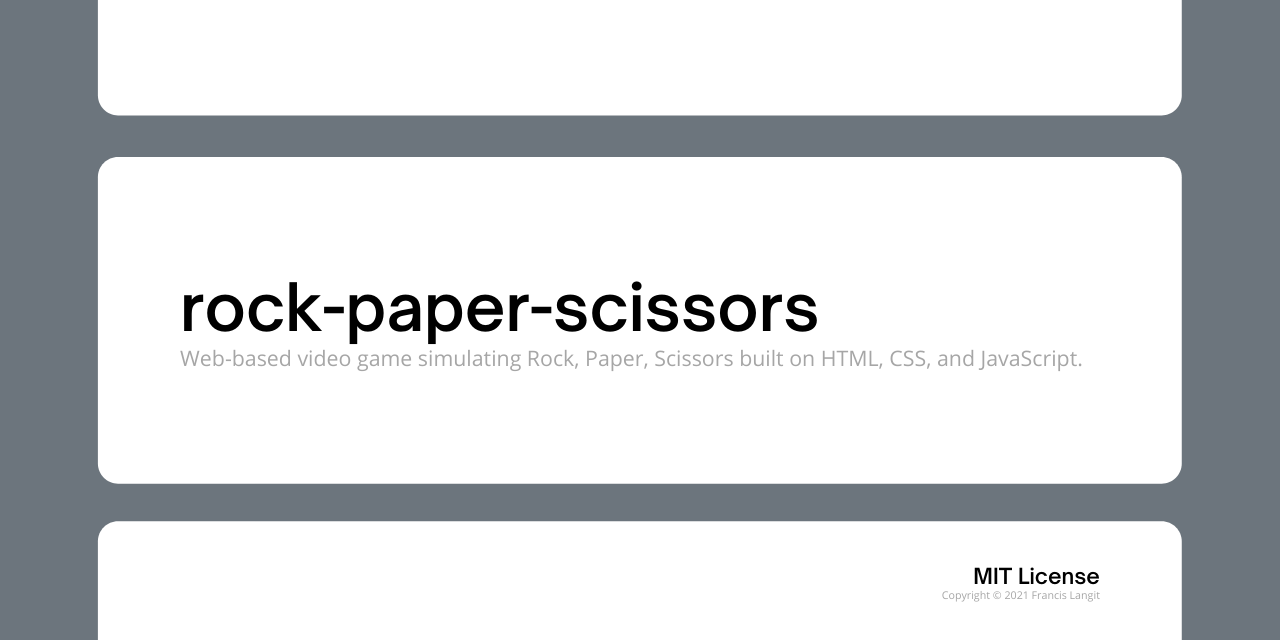 rock-paper-scissors
Web-based video game simulating Rock, Paper, Scissors built on HTML, CSS, and JavaScript.
MIT License
Copyright © 2021 Francis Langit